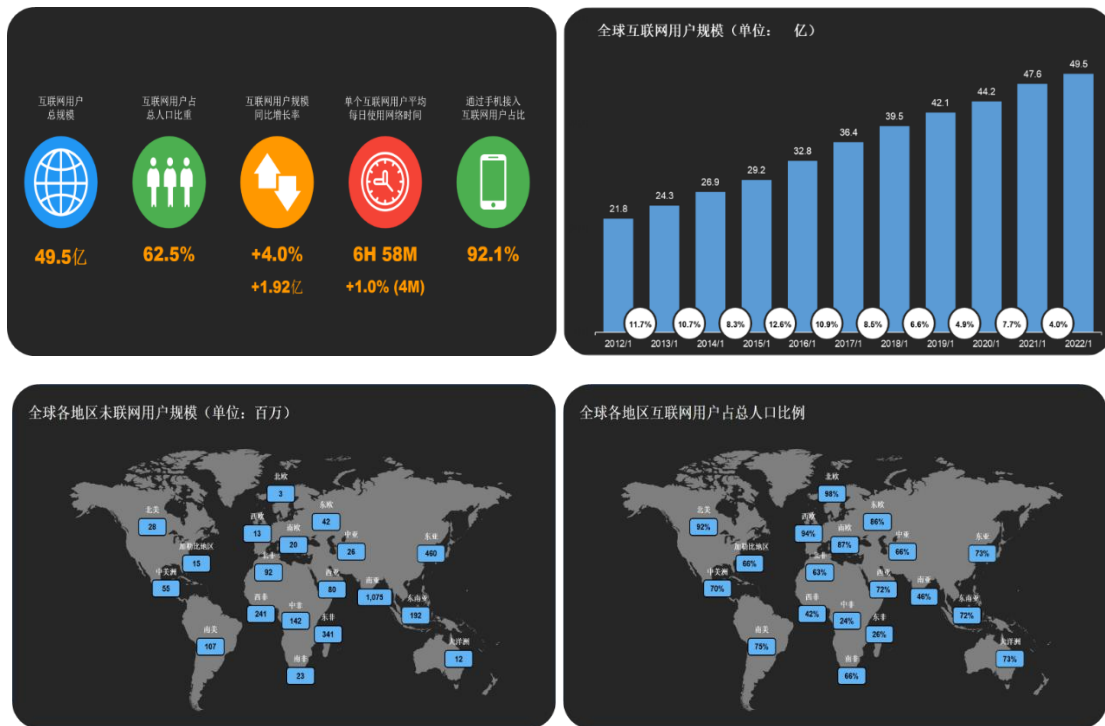 互联网用户
总规模
49.5亿
互联网用户占
总人口比重
62.5%
互联网用户规模
同比增长率
+4.0%
+1.92亿
单个互联网用户平均
每日使用网络时间
6H 58M
+1.0% (4M)
通过手机接入
互联网用户占比
92.1%
全球互联网用户规模（单位： 亿）
21.8
24.3
26.9
29.2
32.8
36.4
39.5
42.1
44.2
47.6
49.5
11.7%
10.7%
8.3%
12.6%
10.9%
8.5%
6.6%
4.9%
7.7%
4.0%
2012/1
2013/1
2014/1
2015/1
2016/1
2017/1
2018/1
2019/1
2020/1
2021/1
2022/1
全球各地区未联网用户规模（单位：百万）
北欧
3
北美
28
西欧
13
东欧
42
南欧
20
中亚
26
东亚
460
加勒比地区
15
中美洲
55
北非
92
西亚
80
南亚
1,075
东南亚
192
西非
241
中非
142
东非
341
南美
107
南非
23
大洋洲
12
全球各地区互联网用户占总人口比例
北欧
98%
北美
92%
西欧
94%
东欧
86%
南欧
87%
中亚
66%
东亚
73%
加勒比地区
66%
中美洲
70%
北非
63%
西亚
72%
南亚
46%
东南亚
72%
西非
42%
中非
24%
东非
26%
南美
75%
南非
66%
大洋洲
73%